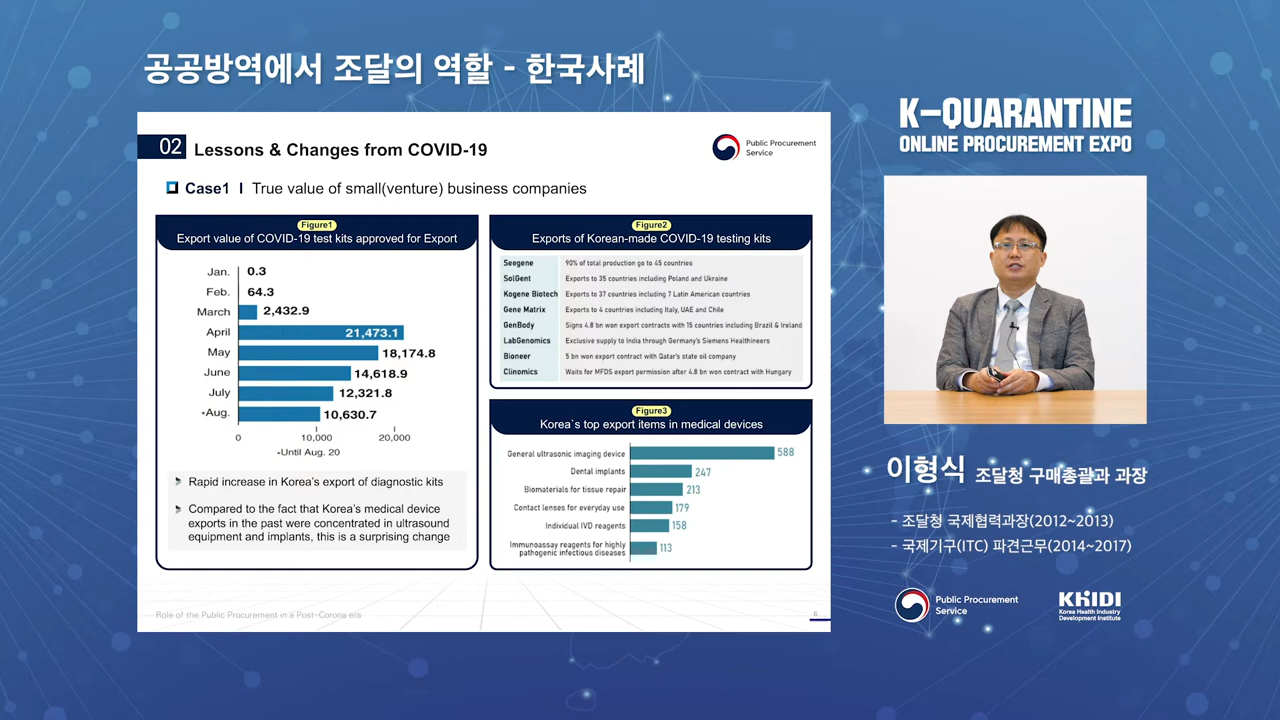 공공방역에서 조달의 역할 - 한국사례
K-QUARANTINE
ONLINE PROCUREMENT EXPO
02 Lessons & Changes from COVID-19
Public Procurement
Service
Case1 I True value of small(venture) business companies
Figure1
Export value of COVID-19 test kits approved for Export
Jan. 0.3
Feb. 64.3
March 2,432.9
April 21,473.1
May 18,174.8
June 14,618.9
July 12,321.8
•Aug. 10,630.7
0 10,000 20,000
•Until Aug. 20
Rapid increase in Korea's export of diagnostic kits
Compared to the fact that Korea's medical device
exports in the past were concentrated in ultrasound
equipment and implants, this is a surprising change
Figure2
Exports of Korean-made COVID-19 testing kits
Seegene 90% of total production go to 45 countries
SolGent Exports to 35 countries including Poland and Ukraine
Kogene Biotech Exports to 37 countries including 7 Latin American countries
Gene Matrix Exports to 4 countries including Italy, UAE and Chile
GenBody Signs 4.8 bn won export contracts with 15 countries including Brazil & Ireland
LabGenomics Exclusive supply to India through Germany's Siemens Healthineers
Bioneer 5 bn won export contract with Qatar's state oil company
Clinomics Waits for MFDS export permission after 4.8 bn won contract with Hungary
Figure3
Korea`s top export items in medical devices
General ultrasonic imaging device 588
Dental implants 247
Biomaterials for tissue repair 213
Contact lenses for everyday use 179
Individual IVD reagents 158
Immunoassay reagents for highly
pathogenic infectious diseases 113
Role of the Public Procurement in a Post-Corona era
6
이형식 조달청 구매총괄과 과장
- 조달청 국제협력과장(2012~2013)
- 국제기구(ITC) 파견근무(2014~2017)
Public Procurement
Service
KHIDI
Korea Health Industry
Development Institute